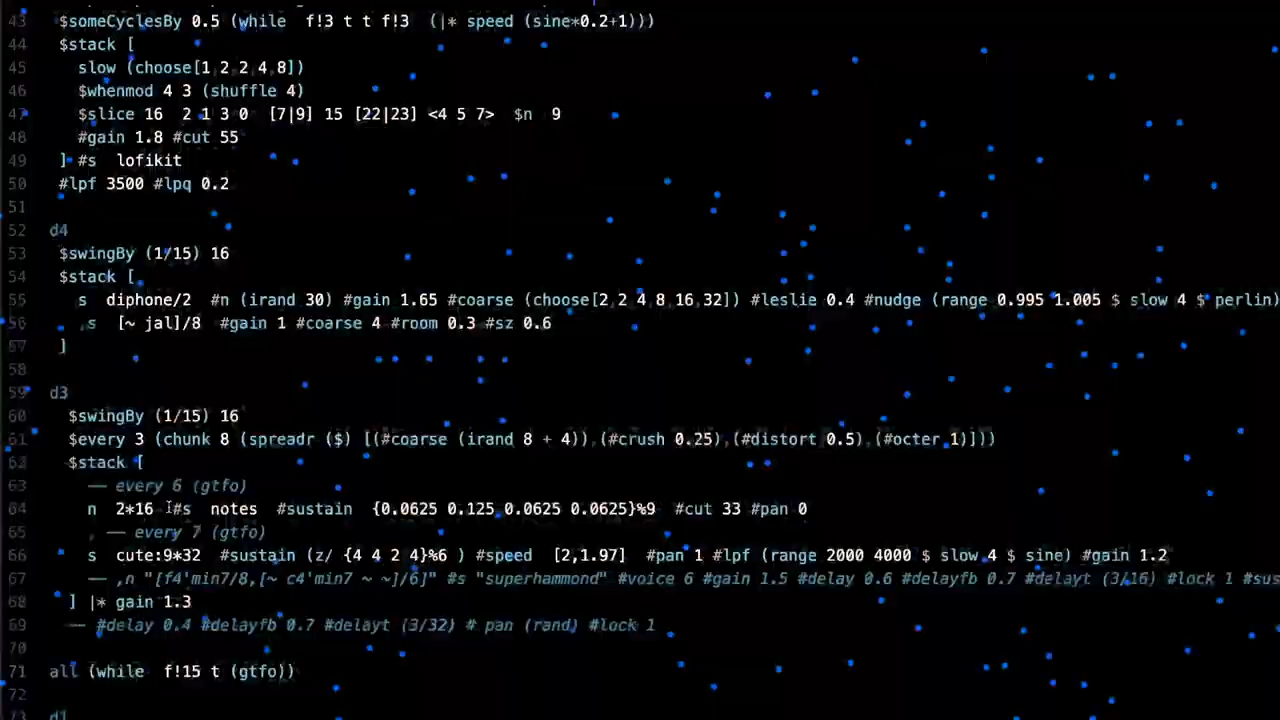 43 $someCyclesBy 0.5 (while f!3 t t f!3 (|* speed (sine*0.2+1)))
44 $stack [
45 slow (choose[1,2,2,4,8])
46 $whenmod 4 3 (shuffle 4)
47 $slice 16 2 1 3 0 [7|9] 15 [22|23] <4 5 7> $n 9
48 #gain 1.8 #cut 55
49 ] #s lofikit
50 #lpf 3500 #lpq 0.2
51
52 d4
53 $swingBy (1/15) 16
54 $stack [
55 s diphone/2 #n (irand 30) #gain 1.65 #coarse (choose[2,2,4,8,16,32]) #leslie 0.4 #nudge (range 0.995 1.005 $ slow 4 $ perlin)
56 ,s [~ jal]/8 #gain 1 #coarse 4 #room 0.3 #sz 0.6
57 ]
58
59 d3
60 $swingBy (1/15) 16
61 $every 3 (chunk 8 (spreadr ($) [(#coarse (irand 8 + 4)),(#crush 0.25),(#distort 0.5),(#octer 1)]))
62 $stack [
63 -- every 6 (gtfo)
64 n 2*16 #s notes #sustain {0.0625 0.125 0.0625 0.0625}%9 #cut 33 #pan 0
65 , -- every 7 (gtfo)
66 s cute:9*32 #sustain (z/ {4 4 2 4}%6 ) #speed [2,1.97] #pan 1 #lpf (range 2000 4000 $ slow 4 $ sine) #gain 1.2
67 -- ,n "[f4'min7/8,[~ c4'min7 ~ ~]/6]" #s "superhammond" #voice 6 #gain 1.5 #delay 0.6 #delayfb 0.7 #delayt (3/16) #lock 1 #sus
68 ] |* gain 1.3
69 -- #delay 0.4 #delayfb 0.7 #delayt (3/32) # pan (rand) #lock 1
70
71 all (while f!15 t (gtfo))
72
73 d1